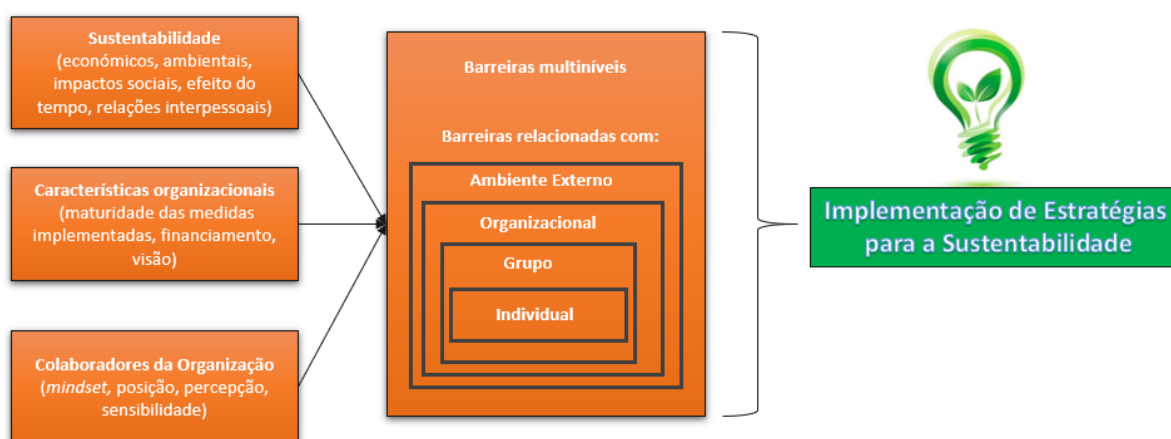 Sustentabilidade
(económicos, ambientais,
impactos sociais, efeito do
tempo, relações interpessoais)
Características organizacionais
(maturidade das medidas
implementadas, financiamento,
visão)
Colaboradores da Organização
(mindset, posição, percepção,
sensibilidade)
Barreiras multiníveis
Barreiras relacionadas com:
Ambiente Externo
Organizacional
Grupo
Individual
Implementação de Estratégias
para a Sustentabilidade